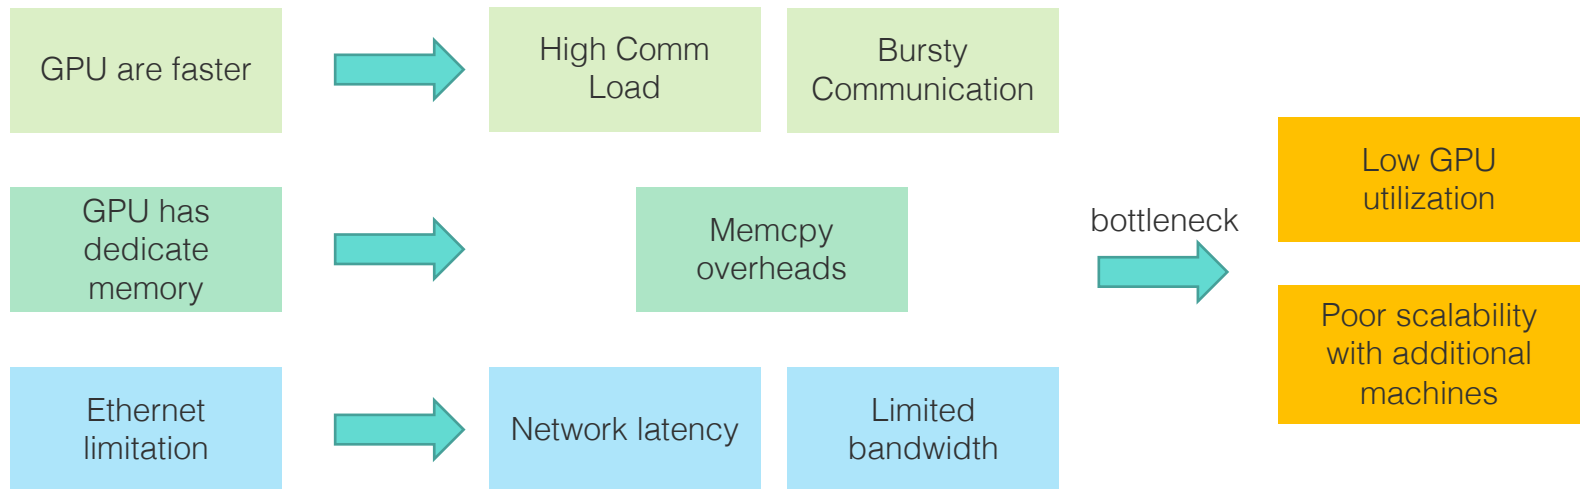 GPU are faster
High Comm
Load
Bursty
Communication
GPU has
dedicate
memory
Memcpy
overheads
Ethernet
limitation
Network latency
Limited
bandwidth
bottleneck
Low GPU
utilization
Poor scalability
with additional
machines